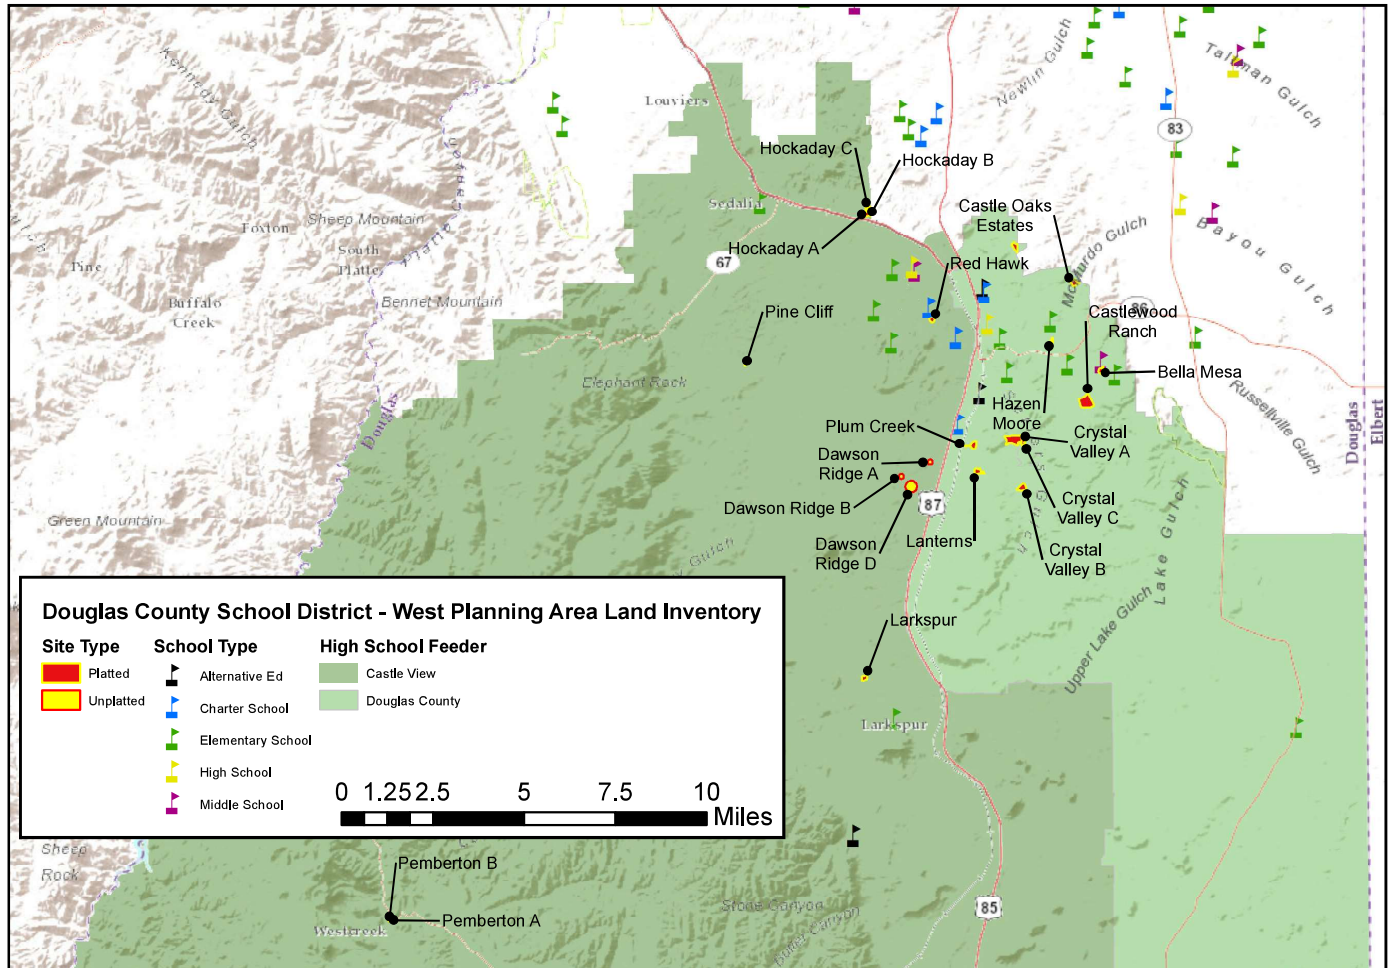 Kennedy Gulch
Louviers
Newlin Gulch
Tallman Gulch
83
Hockaday C
Hockaday B
Sedalia
Castle Oaks
Estates
Sheep Mountain
Foxton
South
Platte
Hockaday A
McMurdo Gulch
Bayou Gulch
67
Red Hawk
Pine
Buffalo
Creek
Bennet Mountain
86
Pine Cliff
Castlewood
Ranch
Elephant Rock
Bella Mesa
Douglas
Russellville Gulch
Douglas
Elbert
Hazen
Moore
Plum Creek
Crystal
Valley A
Dawson
Ridge A
Dawson Ridge B
87
Crystal
Valley C
Green Mountain
Dawson
Ridge D
Lanterns
Crystal
Valley B
Lake Gulch
Upper Lake Gulch
Larkspur
Larkspur
Douglas County School District - West Planning Area Land Inventory
Site Type
School Type
High School Feeder
Platted
Unplatted
Alternative Ed
Charter School
Elementary School
High School
Middle School
Castle View
Douglas County
0 1.25 2.5 5 7.5 10
Miles
Sheep
Rock
Pemberton B
Pemberton A
Westcreek
Stone Canyon
Butler Canyon
85